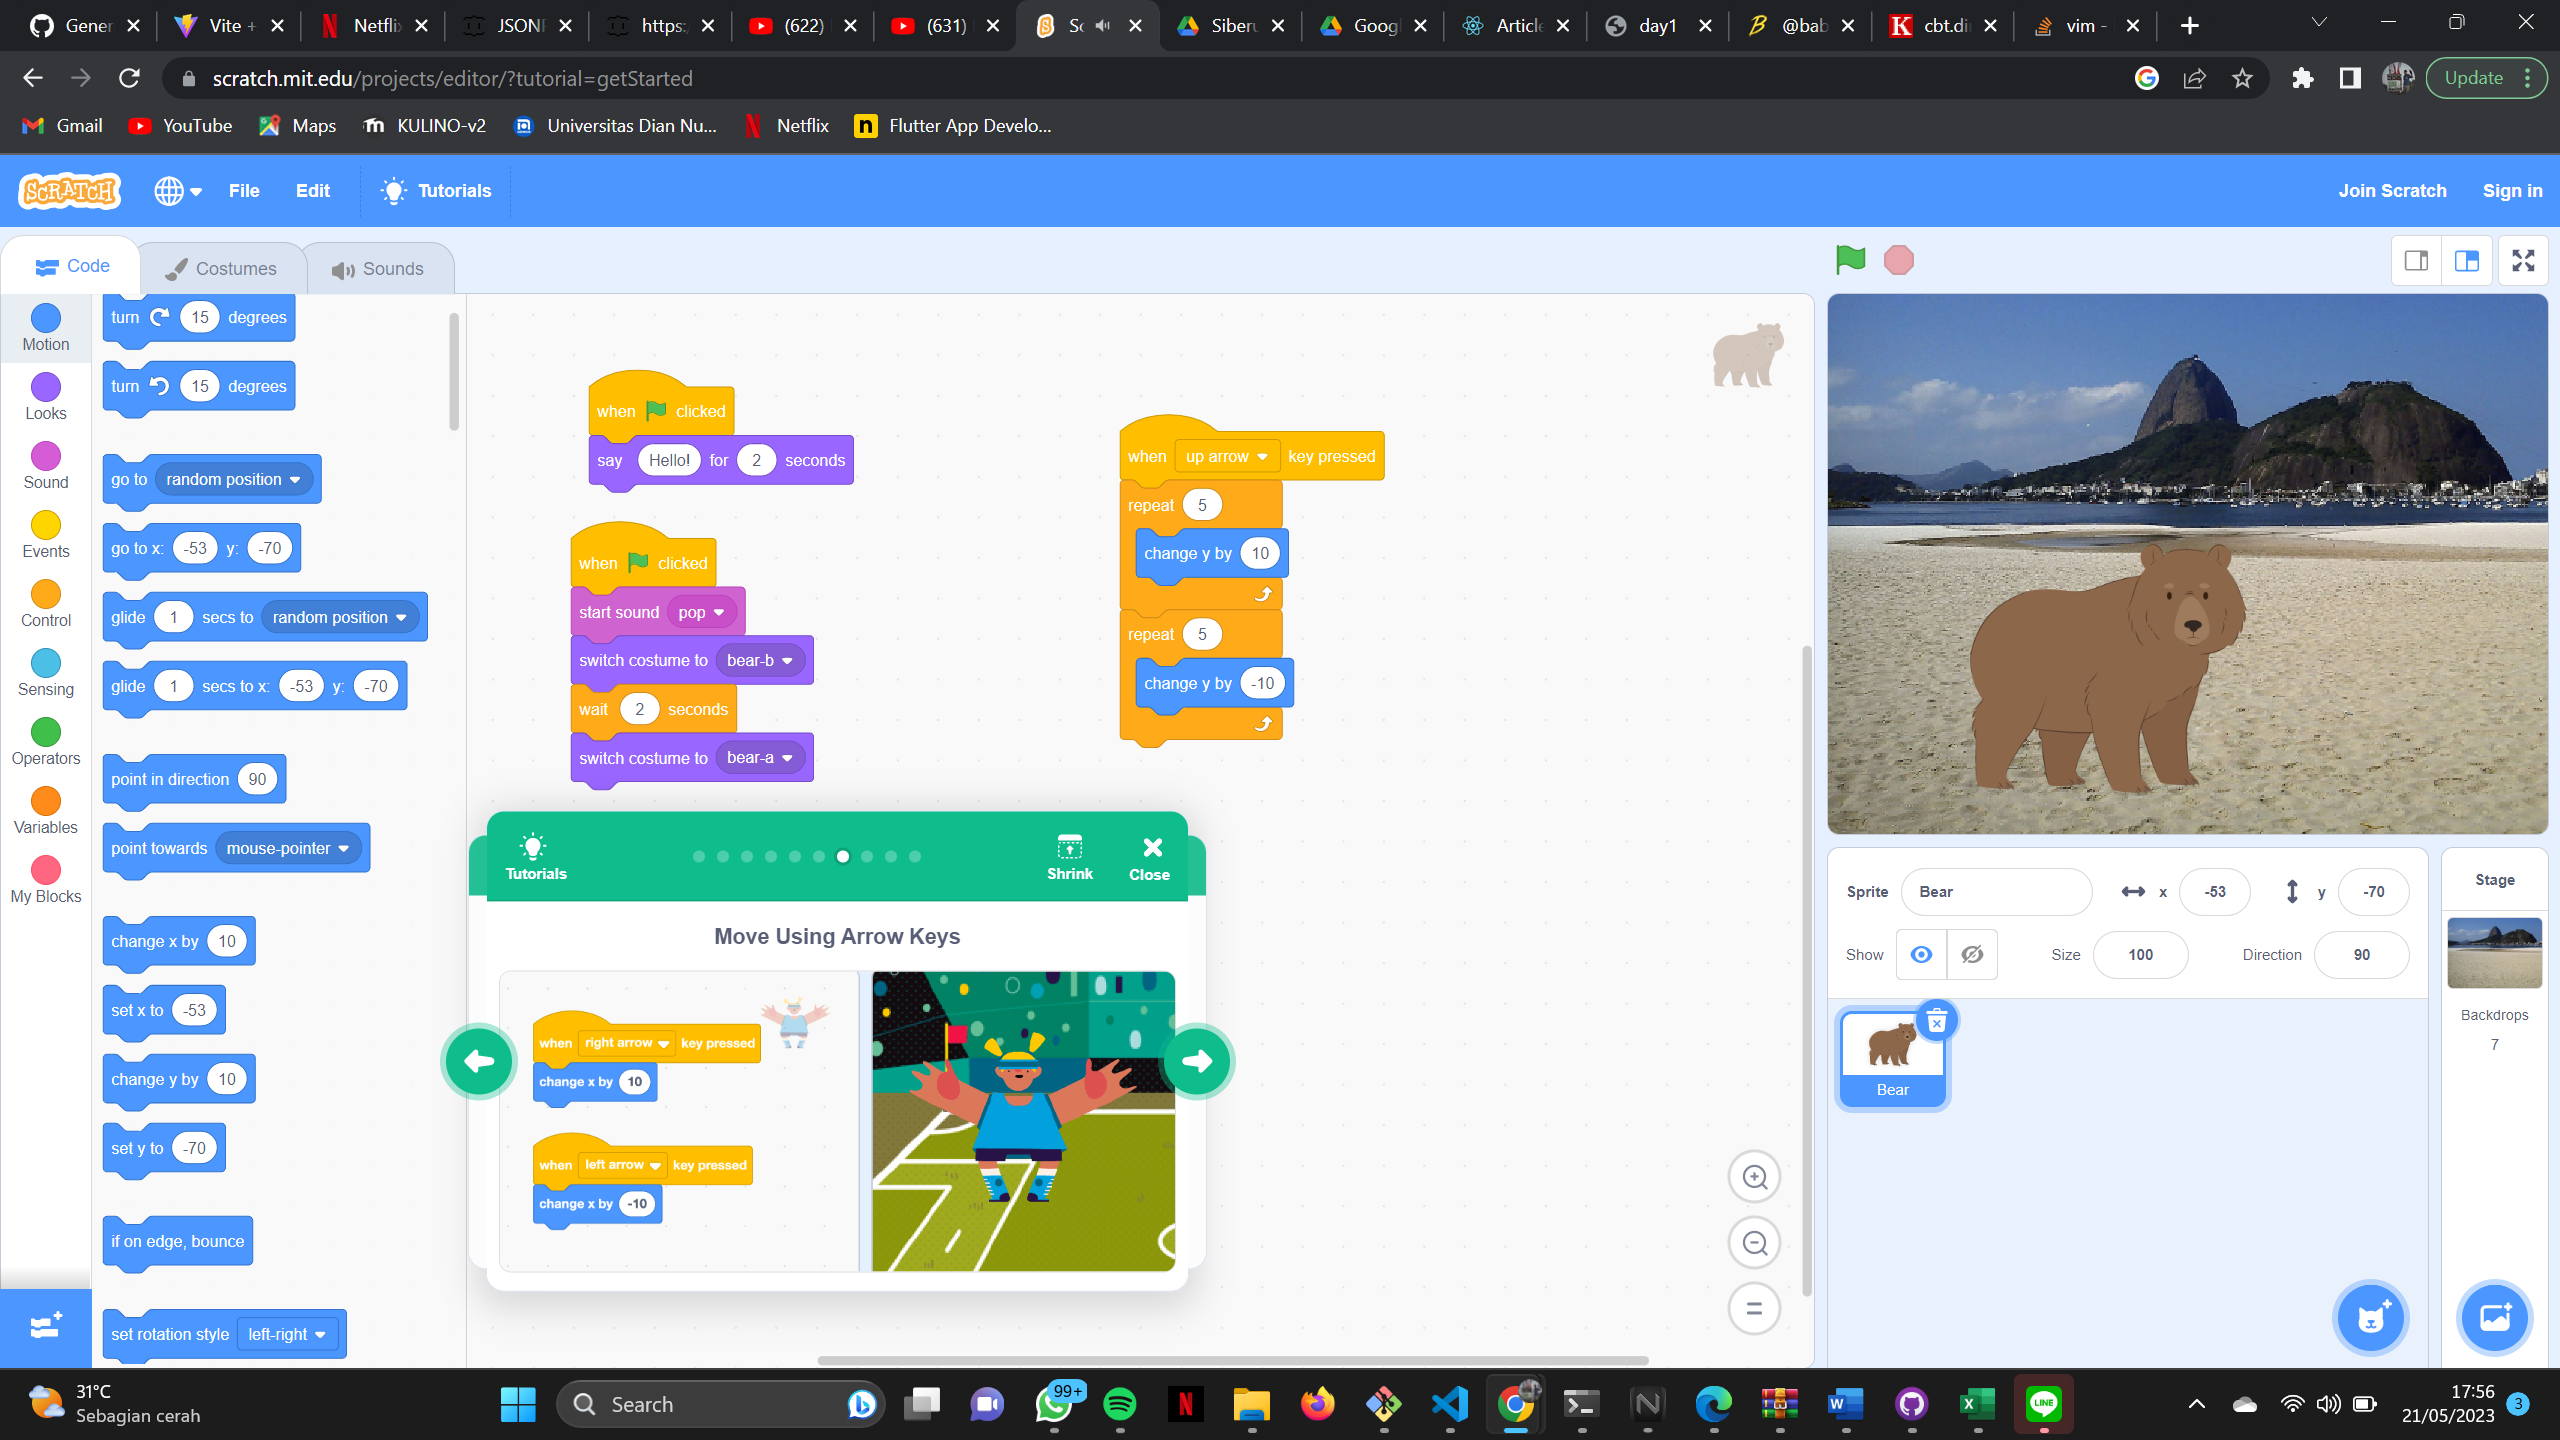 Gener
Vite +
Netflix
JSONF
https:/
(622)
(631)
Sc
Siberu
Googl
Article
day1
@bab
cbt.di
vim -
scratch.mit.edu/projects/editor/?tutorial=getStarted
Update
Gmail
YouTube
Maps
KULINO-v2
Universitas Dian Nu...
Netflix
Flutter App Develo...
SCRATCH
File
Edit
Tutorials
Join Scratch
Sign in
Code
Costumes
Sounds
Motion
Looks
Sound
Events
Control
Sensing
Operators
Variables
My Blocks
turn 15 degrees
turn 15 degrees
go to random position
go to x: -53 y: -70
glide 1 secs to random position
glide 1 secs to x: -53 y: -70
point in direction 90
point towards mouse-pointer
change x by 10
set x to -53
change y by 10
set y to -70
if on edge, bounce
set rotation style left-right
when clicked
say Hello! for 2 seconds
when clicked
start sound pop
switch costume to bear-b
wait 2 seconds
switch costume to bear-a
when up arrow key pressed
repeat 5
change y by 10
repeat 5
change y by -10
Tutorials
Shrink
Close
Move Using Arrow Keys
when right arrow key pressed
change x by 10
when left arrow key pressed
change x by -10
Sprite Bear x -53 y -70
Show Size 100 Direction 90
Bear
Stage
Backdrops
7
31°C
Sebagian cerah
Search
99+
LINE
17:56
21/05/2023
3